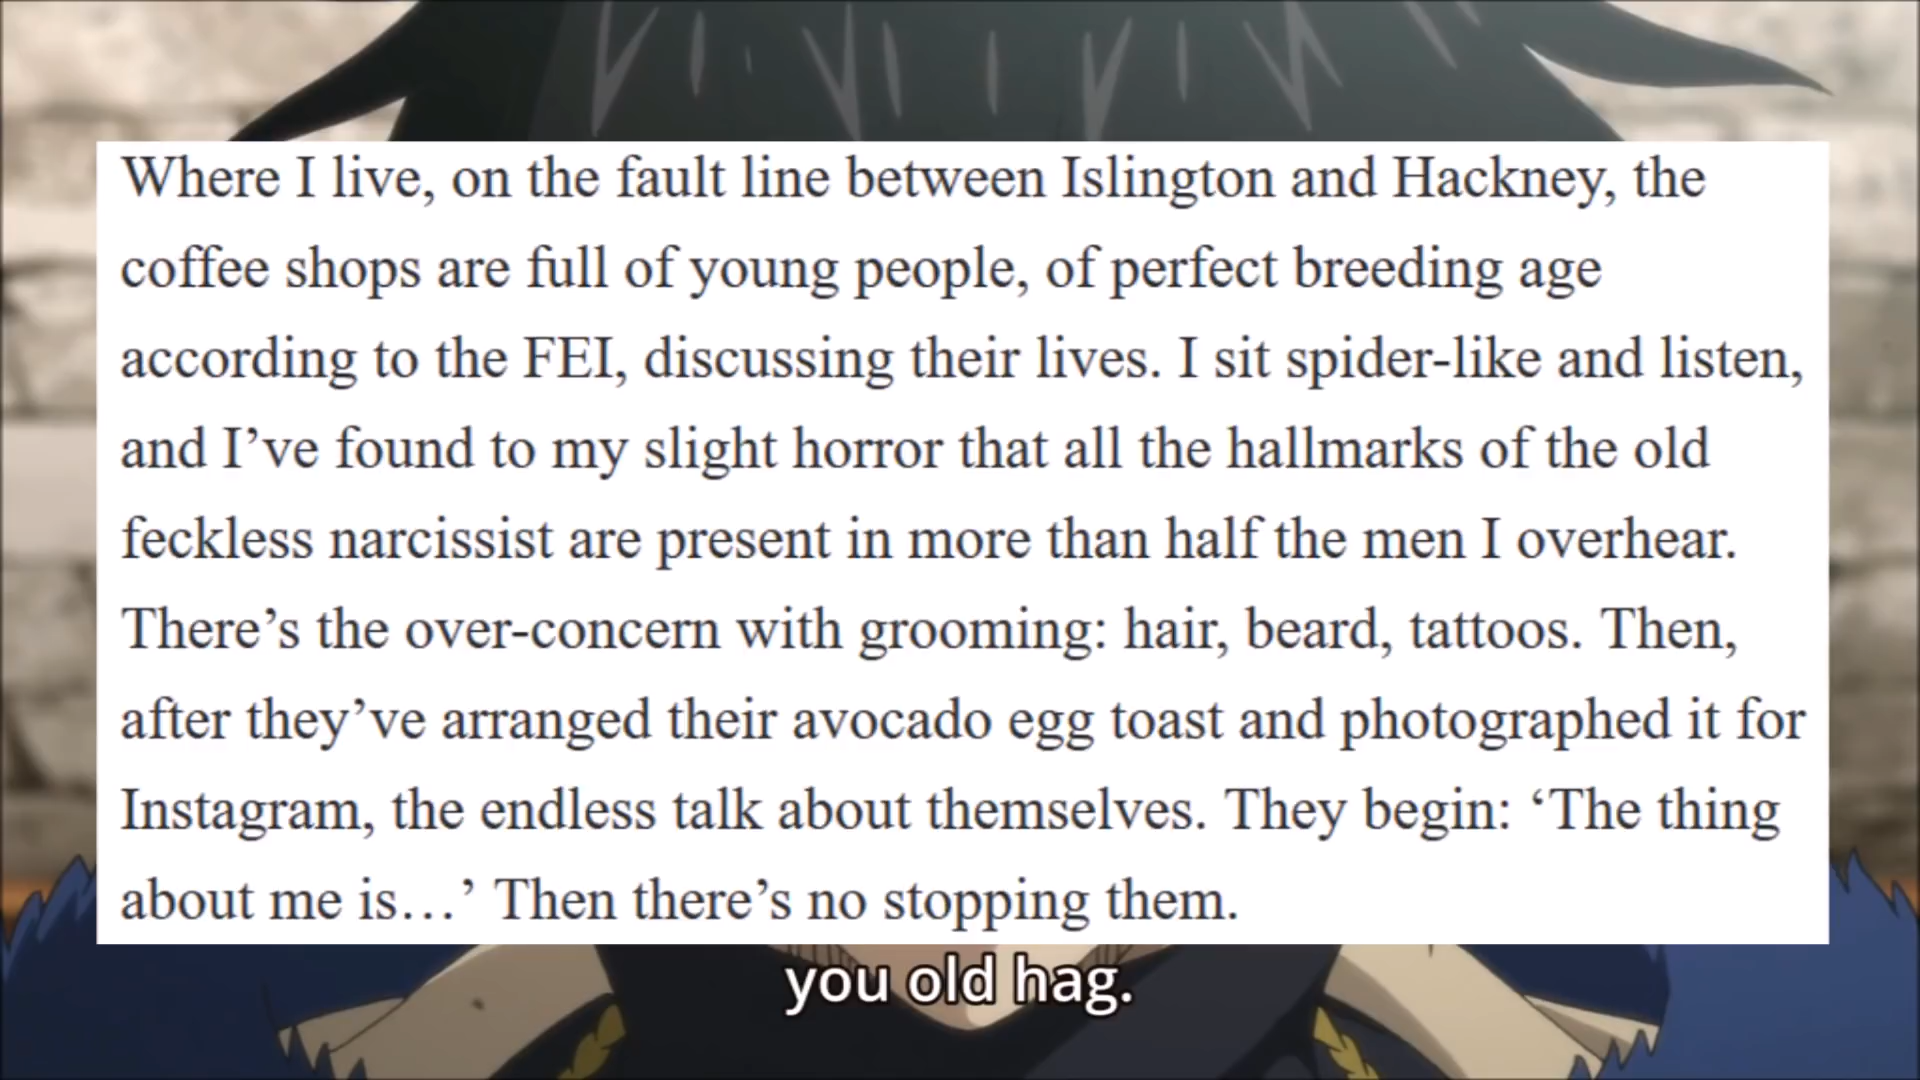 Where I live, on the fault line between Islington and Hackney, the
coffee shops are full of young people, of perfect breeding age
according to the FEI, discussing their lives. I sit spider-like and listen,
and I’ve found to my slight horror that all the hallmarks of the old
feckless narcissist are present in more than half the men I overhear.
There’s the over-concern with grooming: hair, beard, tattoos. Then,
after they’ve arranged their avocado egg toast and photographed it for
Instagram, the endless talk about themselves. They begin: ‘The thing
about me is…’ Then there’s no stopping them.
you old hag.